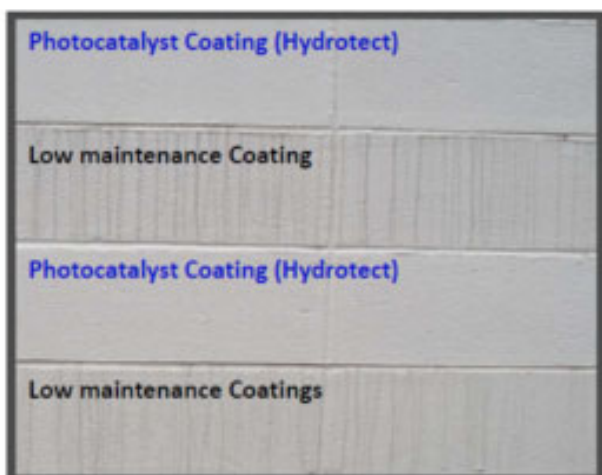 Photocatalyst Coating (Hydrotect)
Low maintenance Coating
Photocatalyst Coating (Hydrotect)
Low maintenance Coatings